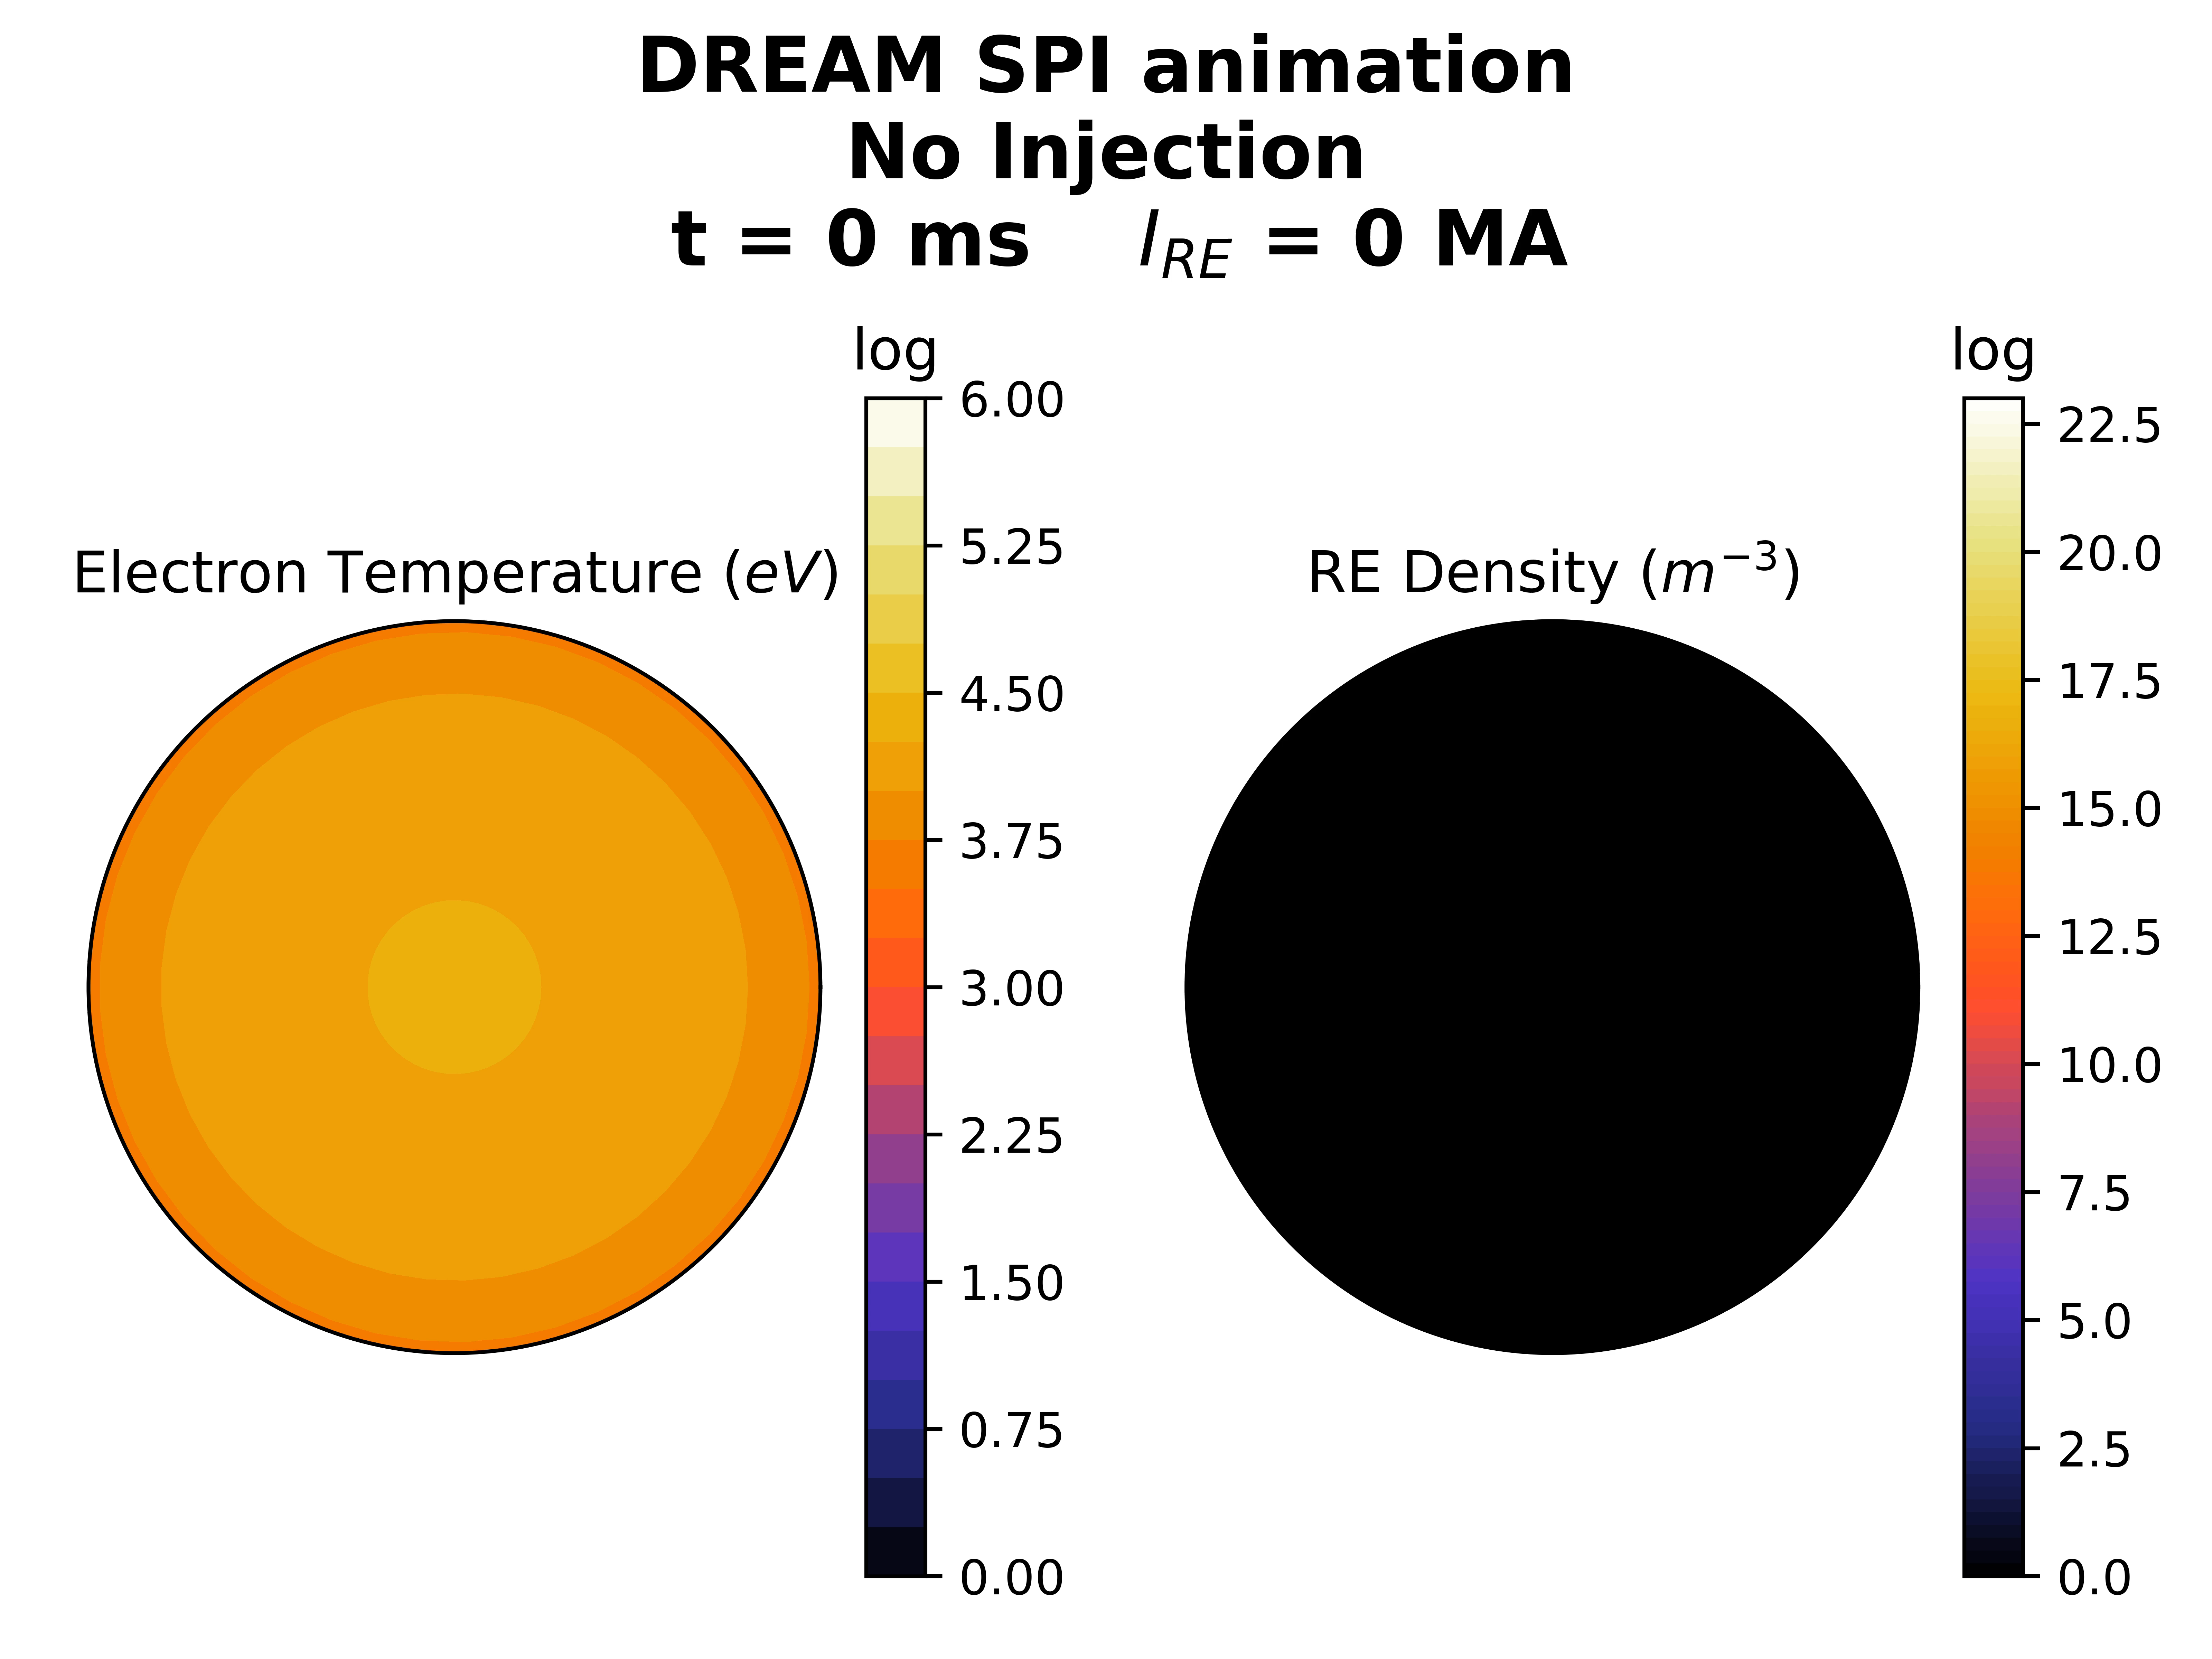 DREAM SPI animation
No Injection
t = 0 ms I_RE = 0 MA
log
6.00
5.25
4.50
3.75
3.00
2.25
1.50
0.75
0.00
Electron Temperature (eV)
log
22.5
20.0
17.5
15.0
12.5
10.0
7.5
5.0
2.5
0.0
RE Density (m⁻³)